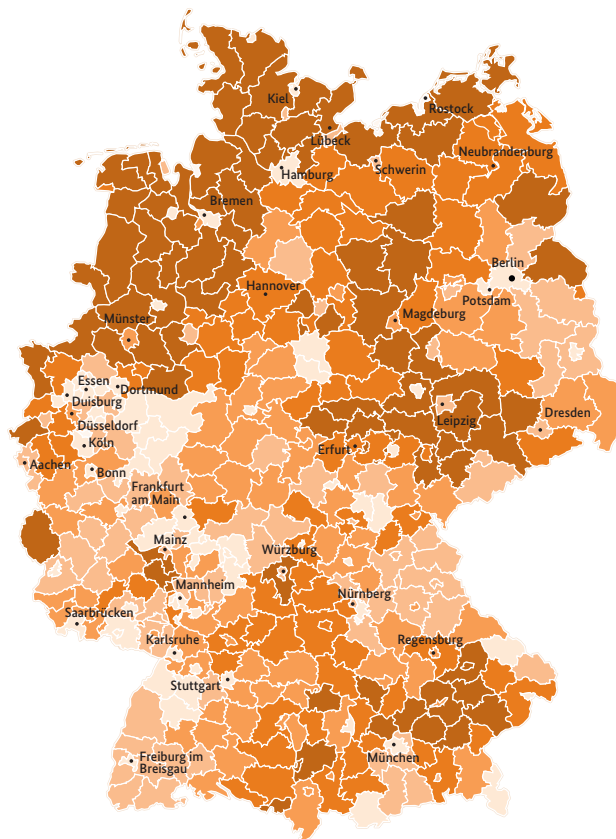 Kiel
Rostock
Lübeck
Neubrandenburg
Schwerin
Hamburg
Bremen
Berlin
Hannover
Potsdam
Magdeburg
Münster
Essen
Dortmund
Duisburg
Düsseldorf
Leipzig
Dresden
Köln
Erfurt
Aachen
Bonn
Frankfurt
am Main
Mainz
Würzburg
Mannheim
Nürnberg
Saarbrücken
Karlsruhe
Regensburg
Stuttgart
Freiburg im
Breisgau
München